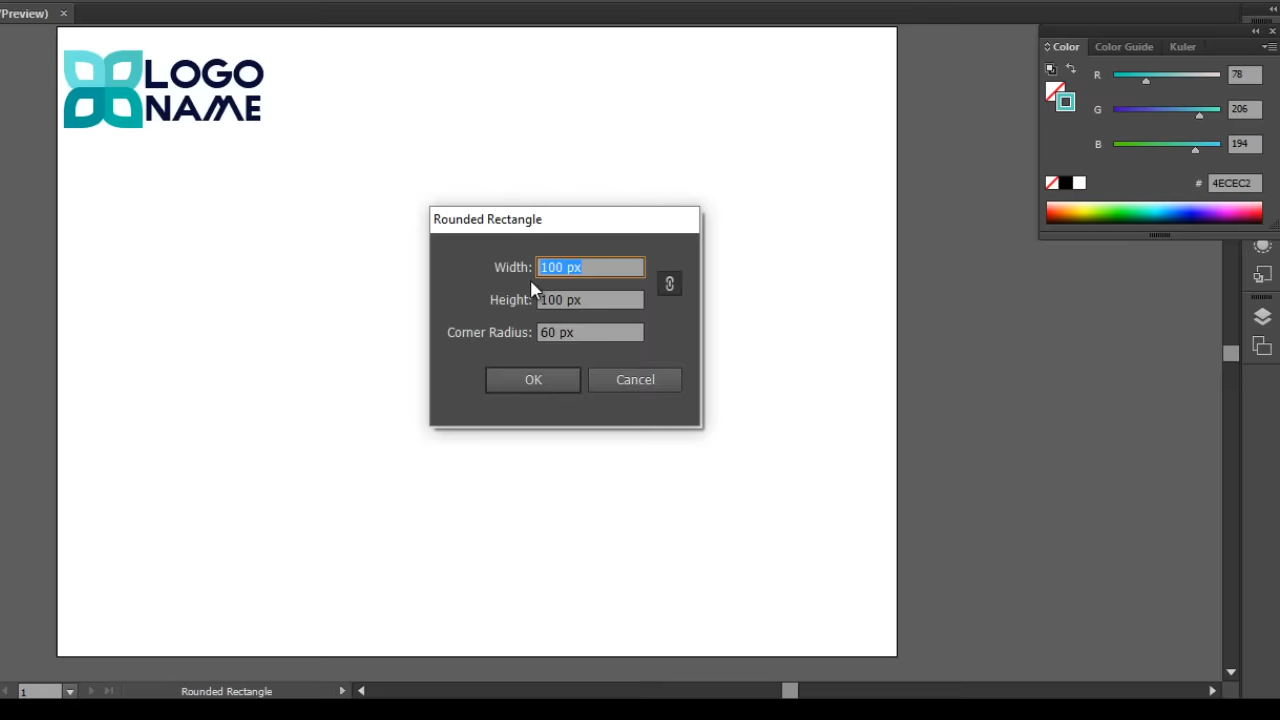 /Preview)
LOGO
NAME
Color Color Guide Kuler
R 78
G 206
B 194
# 4ECEC2
Rounded Rectangle
Width: 100 px
Height: 100 px
Corner Radius: 60 px
OK Cancel
1 Rounded Rectangle